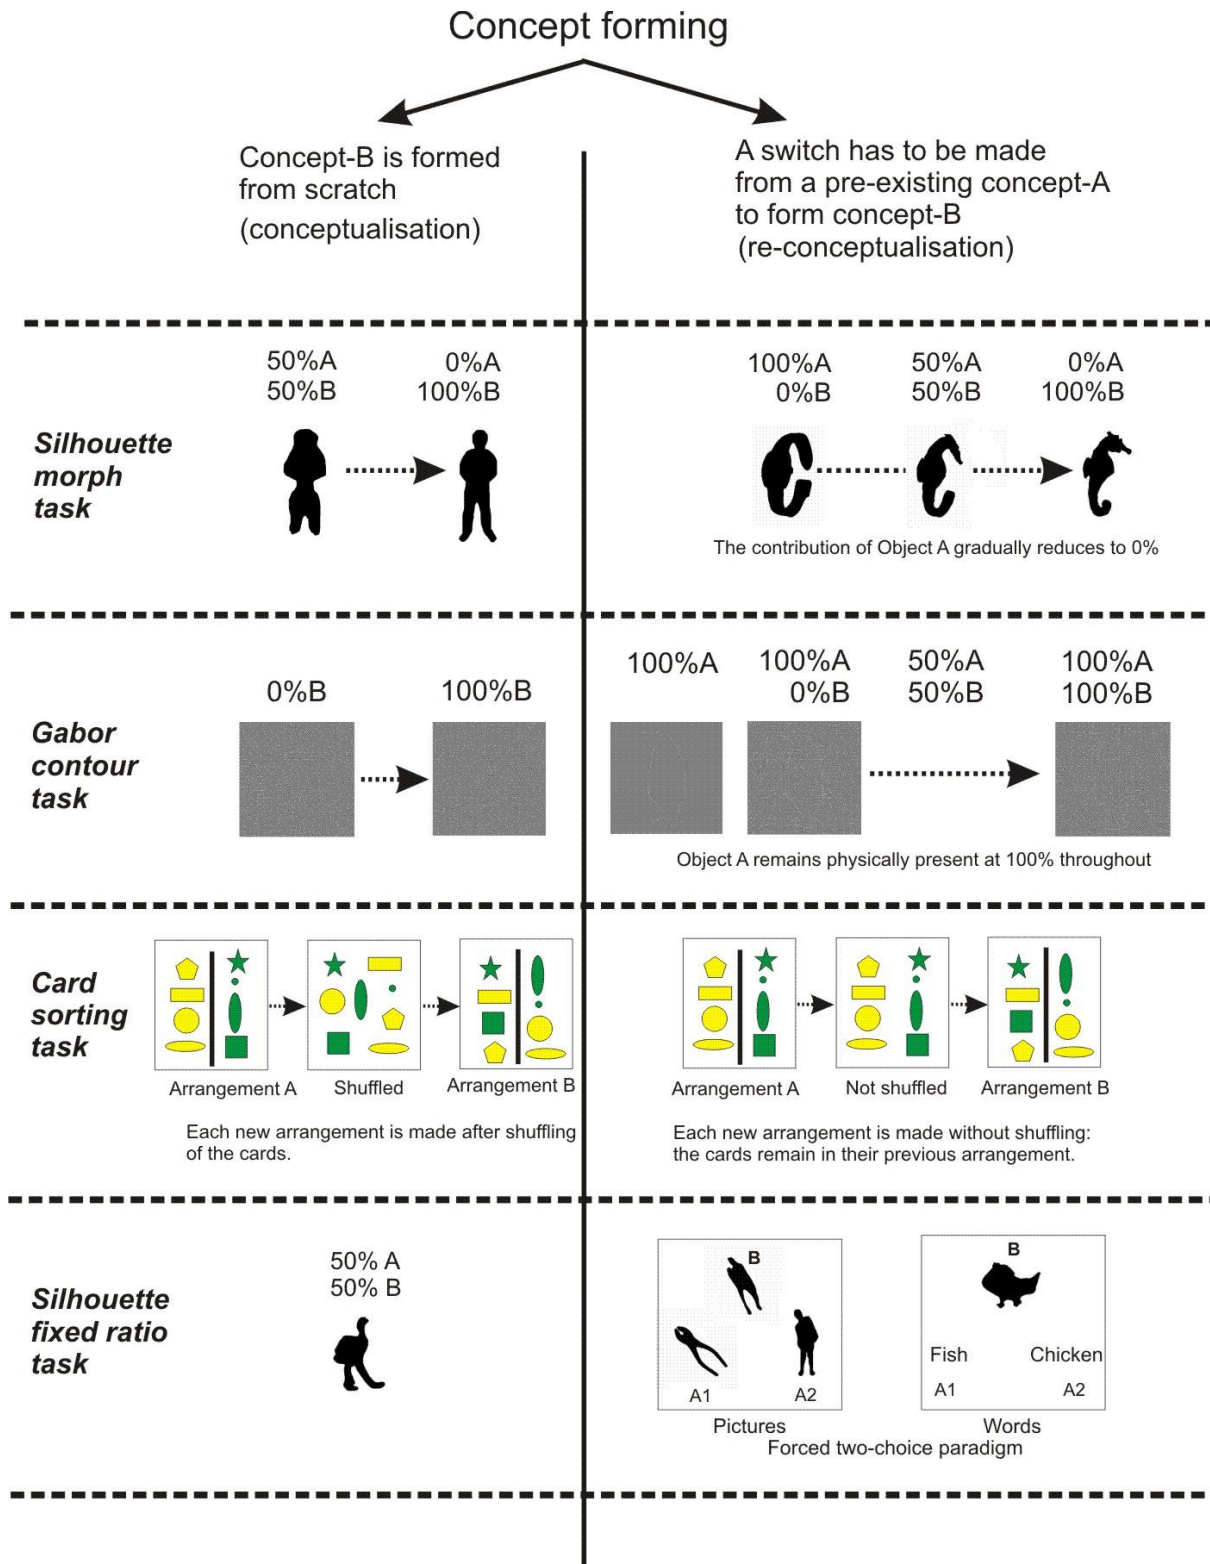 Concept forming
Concept-B is formed
from scratch
(conceptualisation)
A switch has to be made
from a pre-existing concept-A
to form concept-B
(re-conceptualisation)
Silhouette
morph
task
50%A 0%A
50%B 100%B
100%A 50%A 0%A
0%B 50%B 100%B
The contribution of Object A gradually reduces to 0%
Gabor
contour
task
0%B 100%B
100%A 100%A 50%A 100%A
0%B 50%B 100%B
Object A remains physically present at 100% throughout
Card
sorting
task
Arrangement A Shuffled Arrangement B
Each new arrangement is made after shuffling
of the cards.
Arrangement A Not shuffled Arrangement B
Each new arrangement is made without shuffling:
the cards remain in their previous arrangement.
Silhouette
fixed ratio
task
50% A
50% B
B
A1 A2
Pictures
B
Fish Chicken
A1 A2
Words
Forced two-choice paradigm